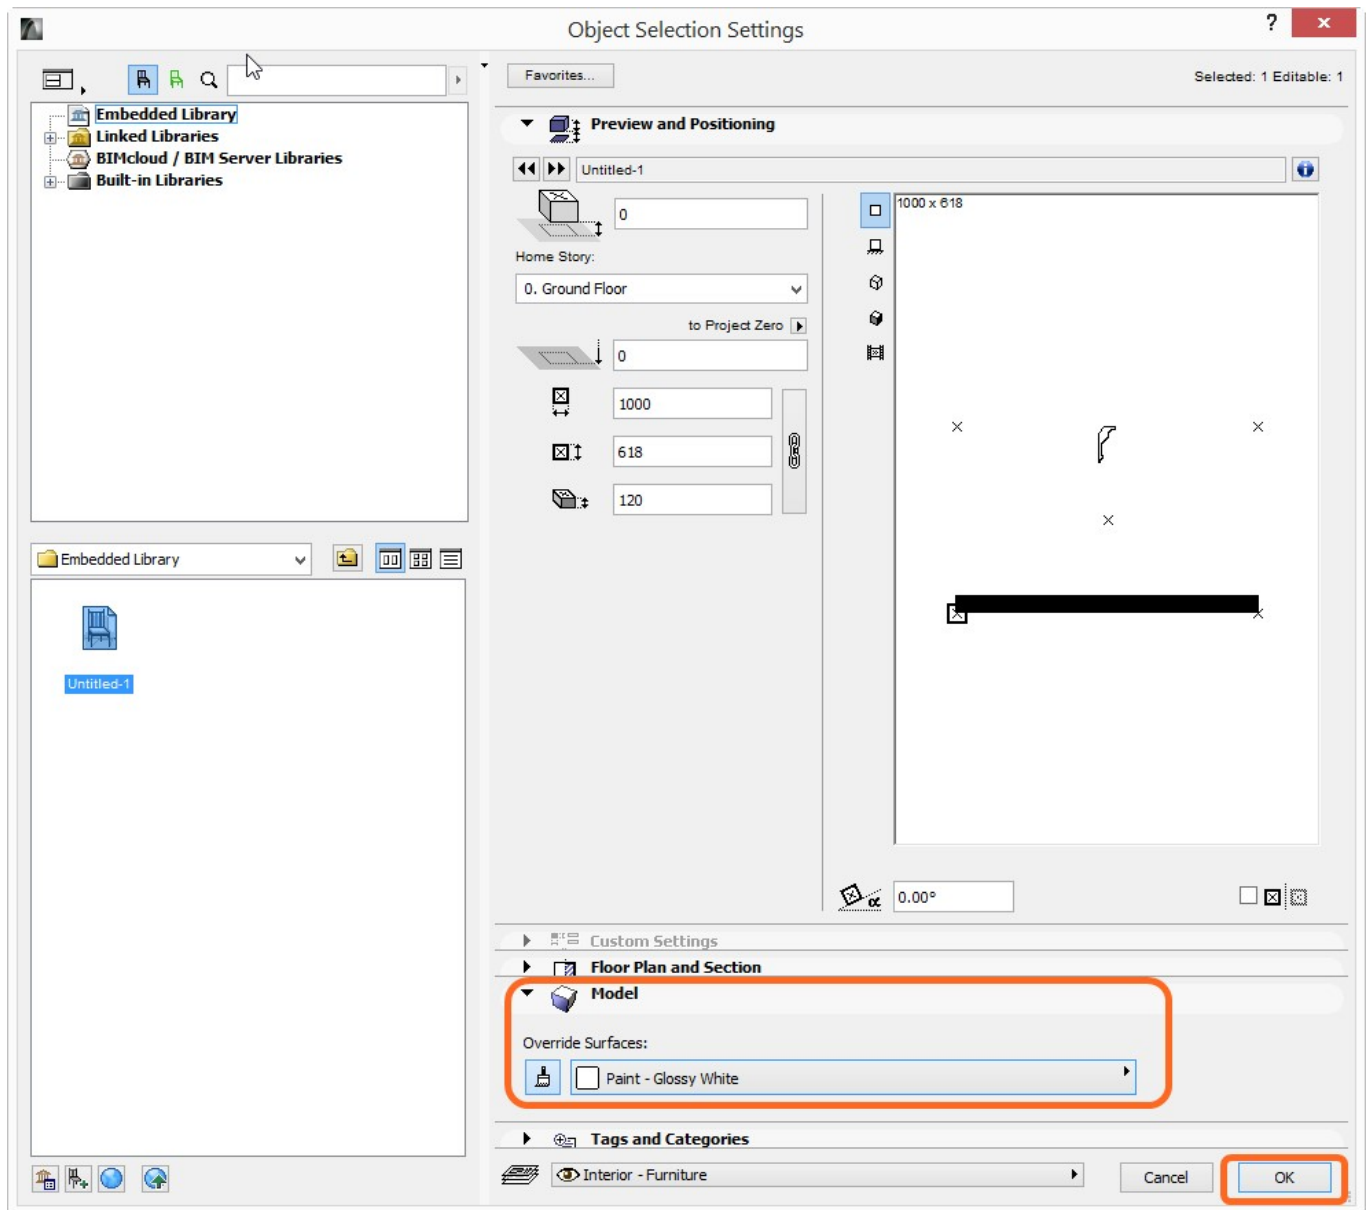 Object Selection Settings
?
Favorites...
Selected: 1 Editable: 1
Embedded Library
Linked Libraries
BIMcloud / BIM Server Libraries
Built-in Libraries
Preview and Positioning
Untitled-1
0
Home Story:
0. Ground Floor
to Project Zero
0
1000
618
120
1000 x 618
α 0.00°
Embedded Library
Untitled-1
Custom Settings
Floor Plan and Section
Model
Override Surfaces:
Paint - Glossy White
Tags and Categories
Interior - Furniture
Cancel
OK